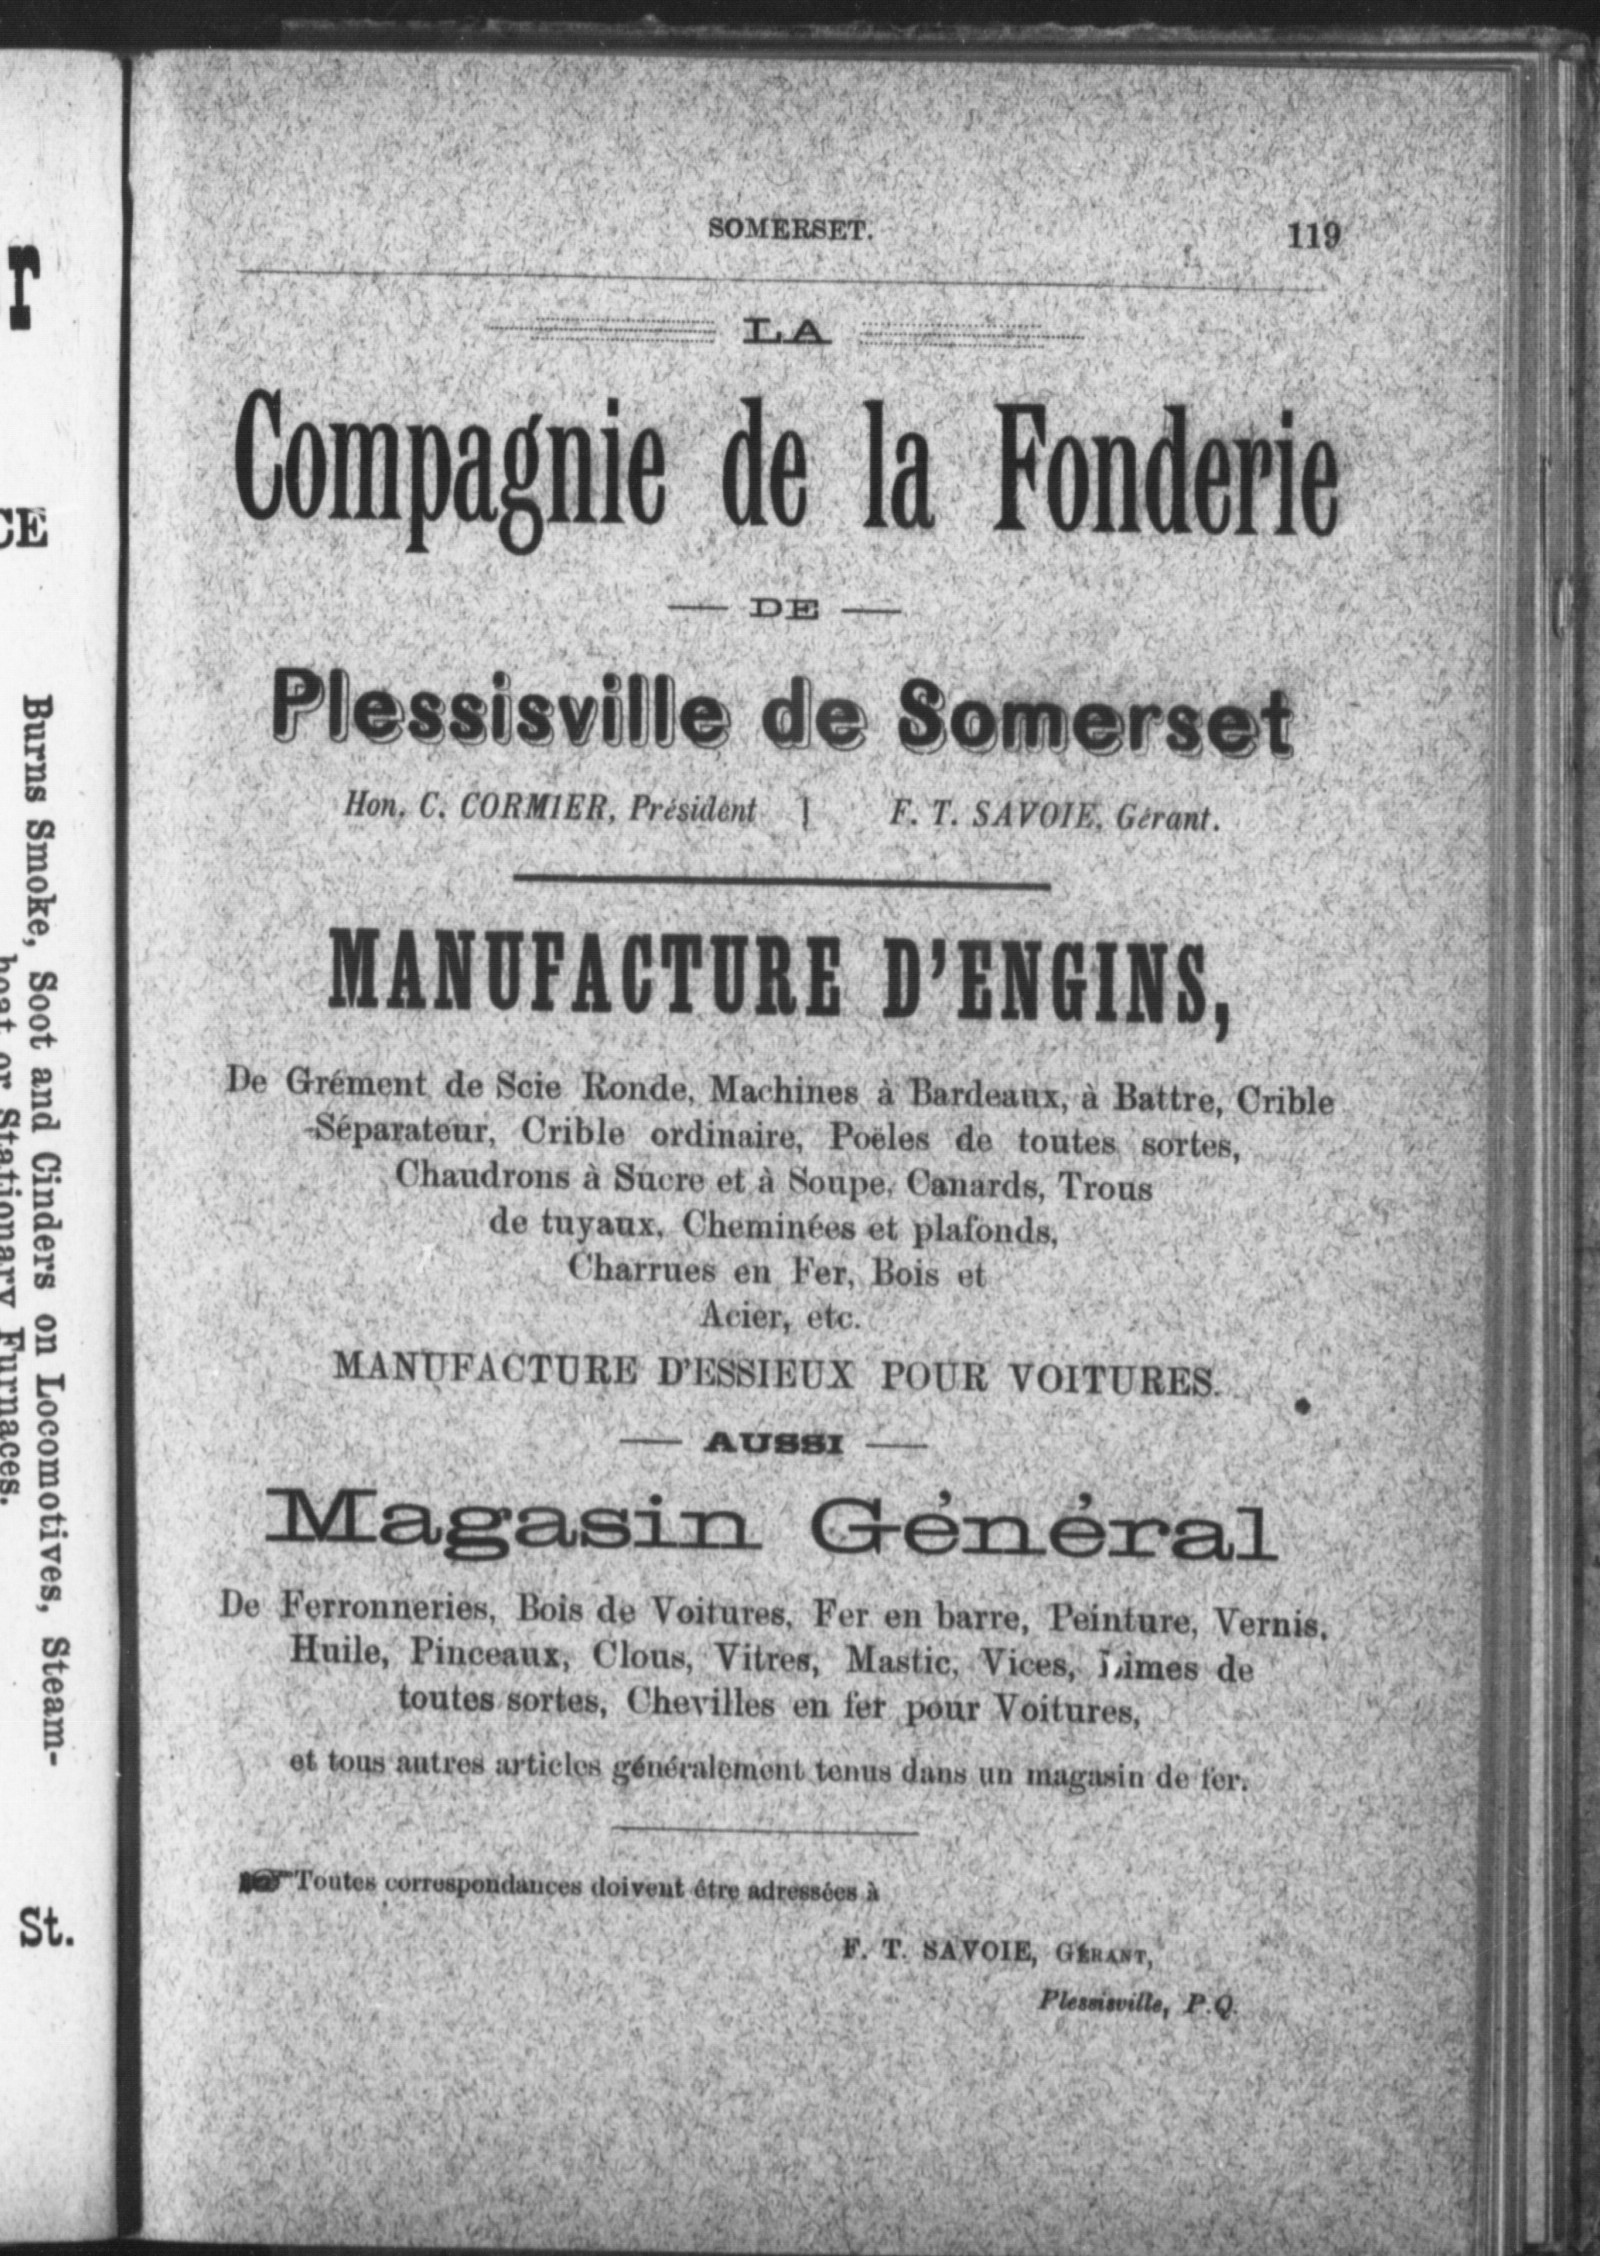 SOMERSET. 119
LA
Compagnie de la Fonderie
— DE —
Plessisville de Somerset
Hon. C. CORMIER, Président | F. T. SAVOIE, Gérant.
MANUFACTURE D'ENGINS,
De Grément de Scie Ronde, Machines à Bardeaux, à Battre, Crible
-Séparateur, Crible ordinaire, Poëles de toutes sortes,
Chaudrons à Sucre et à Soupe, Canards, Trous
de tuyaux, Cheminées et plafonds,
Charrues en Fer, Bois et
Acier, etc.
MANUFACTURE D'ESSIEUX POUR VOITURES.
— AUSSI —
Magasin Général
De Ferronneries, Bois de Voitures, Fer en barre, Peinture, Vernis,
Huile, Pinceaux, Clous, Vitres, Mastic, Vices, Limes de
toutes sortes, Chevilles en fer pour Voitures,
et tous autres articles généralement tenus dans un magasin de fer.
☞ Toutes correspondances doivent être adressées à
F. T. SAVOIE, GÉRANT,
Plessisville, P.Q.
r
CE
Burns Smoke, Soot and Cinders on Locomotives, Steam-
boat or Stationary Furnaces.
St.